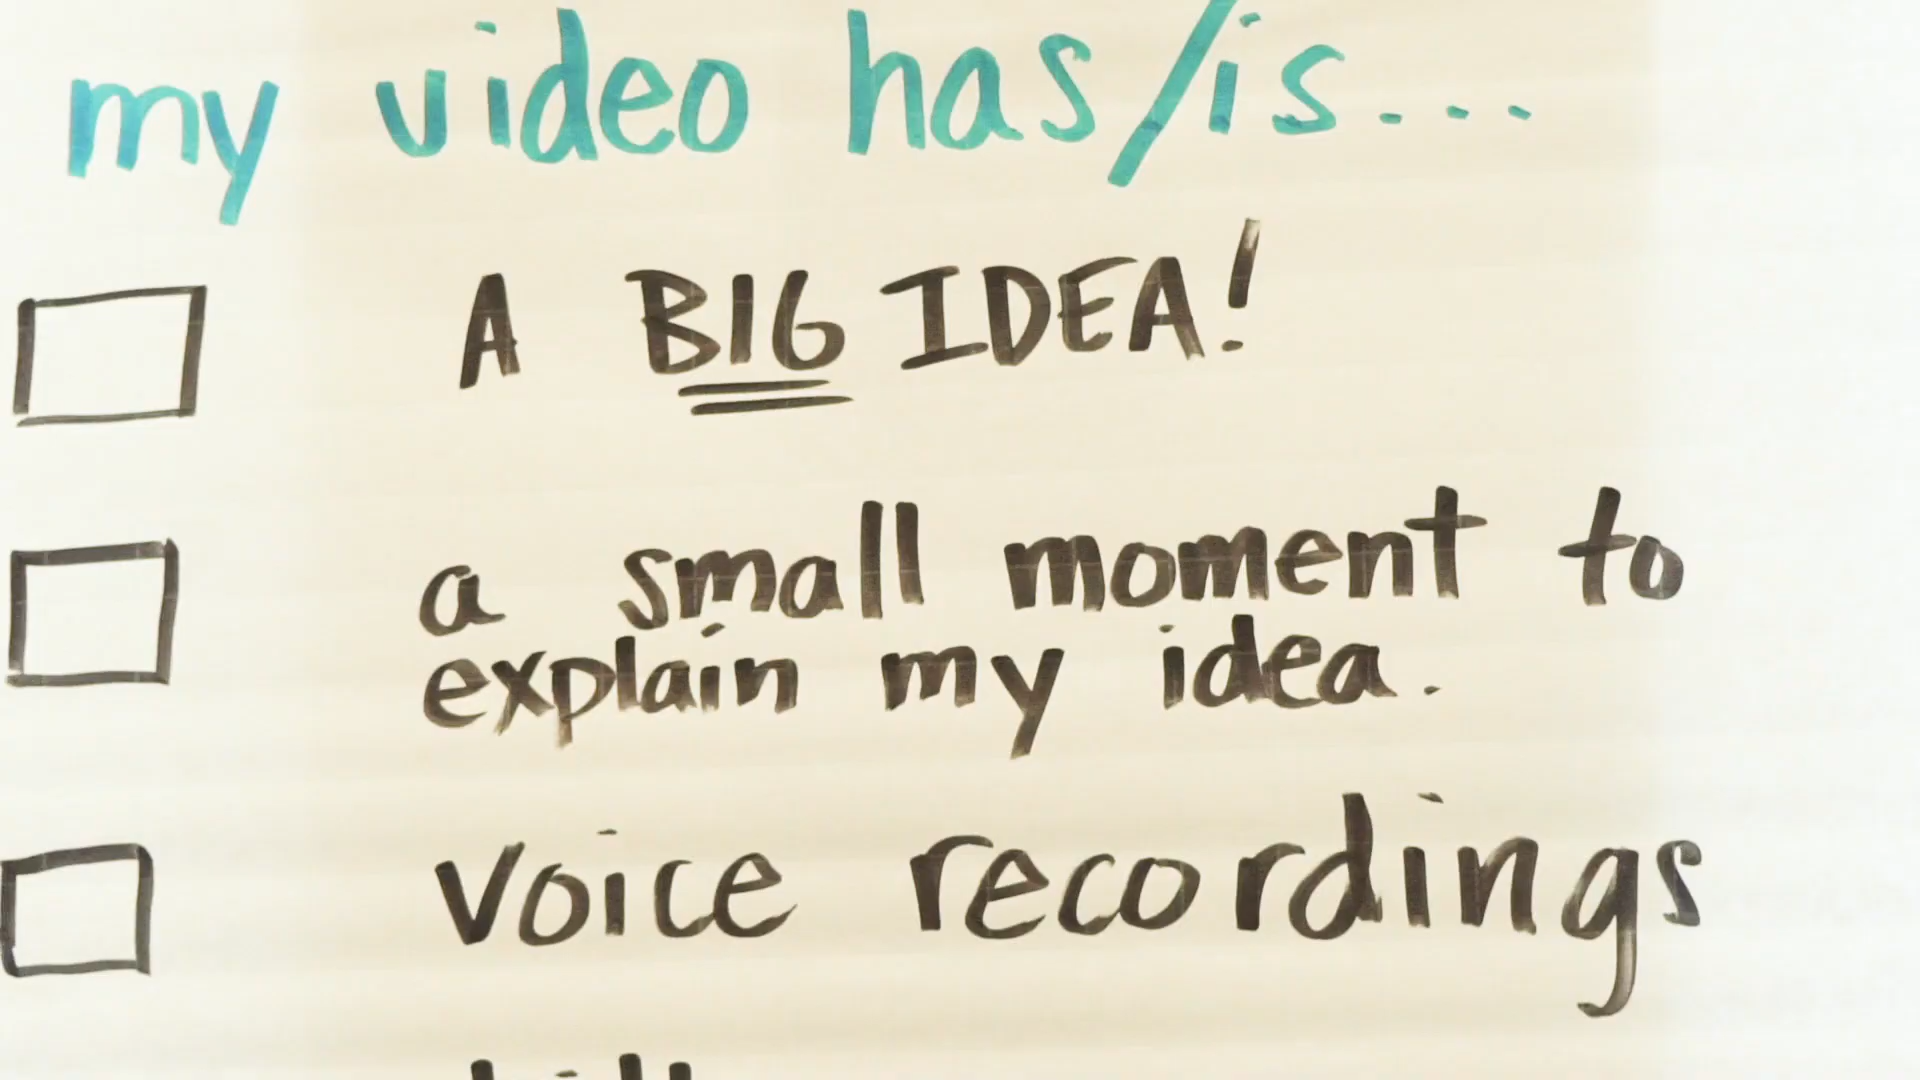 my video has/is...
A BIG IDEA!
a small moment to
explain my idea.
voice recordings